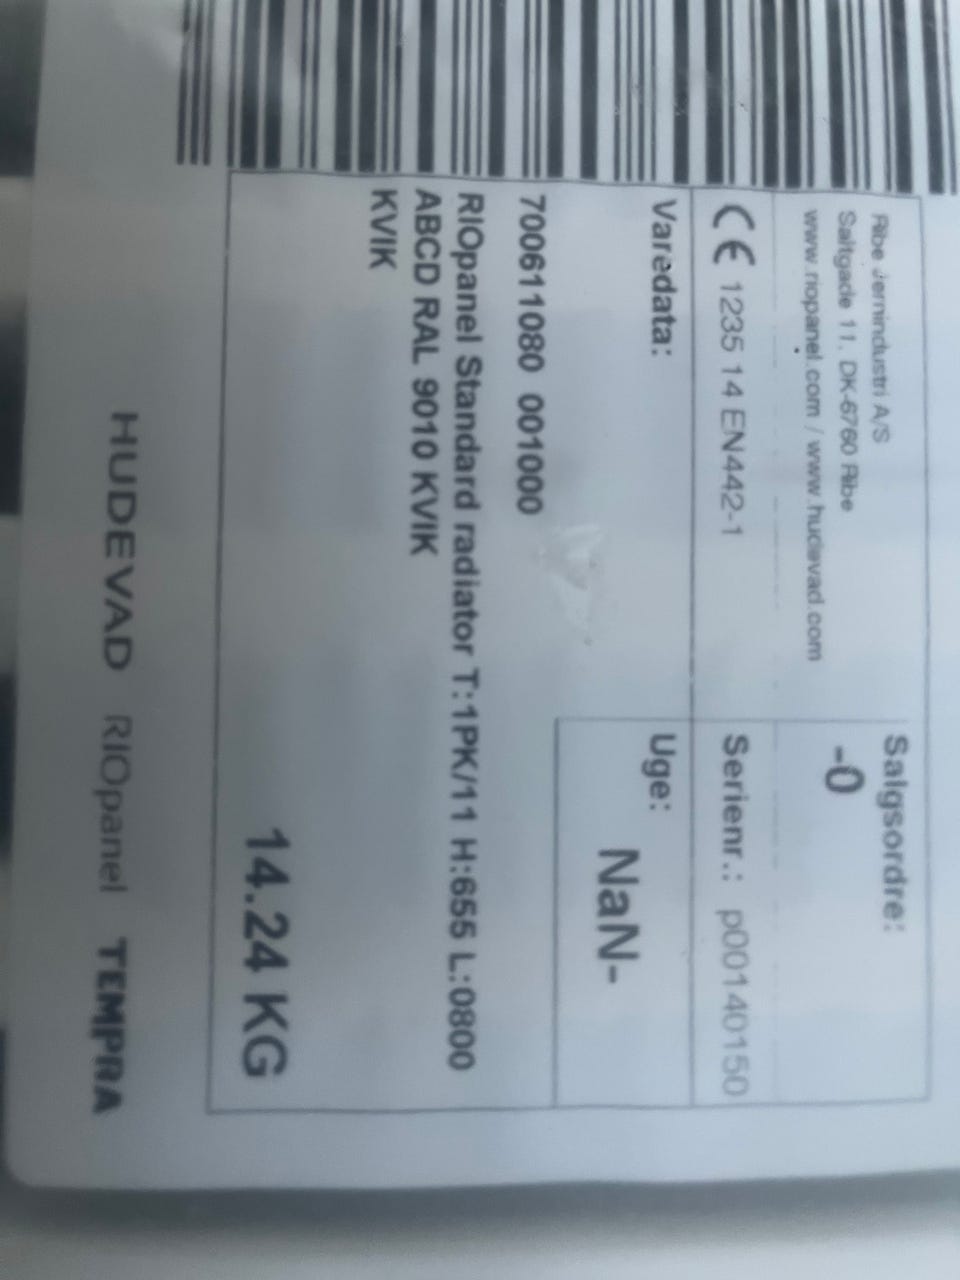 Ribe Jernindustri A/S
Saltgade 11, DK-6760 Ribe
www.riopanel.com / www.hudevad.com
Salgsordre:
-0
CE 1235 14 EN442-1
Serienr.: p00140150
Varedata:
Uge:
NaN-
700611080 001000
RIOpanel Standard radiator T:1PK/11 H:655 L:0800
ABCD RAL 9010 KVIK
KVIK
14.24 KG
HUDEVAD RIOpanel TEMPRA